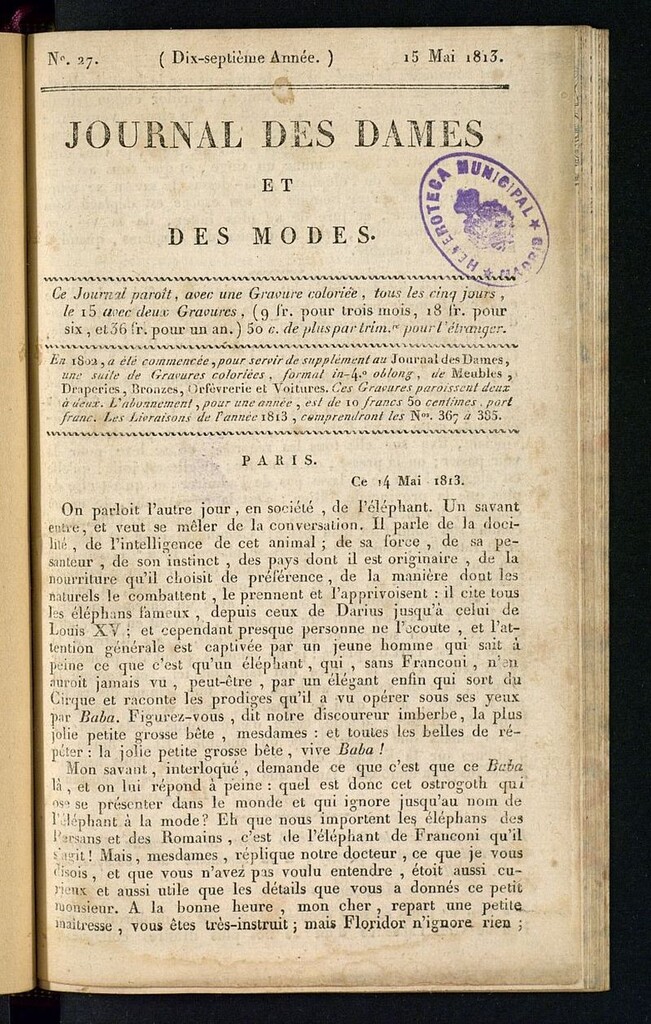 Nº. 27. ( Dix-septième Année. ) 15 Mai 1813.
JOURNAL DES DAMES
ET
DES MODES.
HEMEROTECA MUNICIPAL ★ MADRID ★
Ce Journal paroît, avec une Gravure coloriée, tous les cinq jours,
le 15 avec deux Gravures, (9 fr. pour trois mois, 18 fr. pour
six, et 36 fr. pour un an.) 50 c. de plus par trim.re pour l'étranger.
En 1802, a été commencée, pour servir de supplément au Journal des Dames,
une suite de Gravures coloriées, format in-4.º oblong, de Meubles,
Draperies, Bronzes, Orfèvrerie et Voitures. Ces Gravures paroissent deux
à deux. L'abonnement, pour une année, est de 10 francs 50 centimes, port
franc. Les Livraisons de l'année 1813, comprendront les Nos. 367 à 385.
PARIS.
Ce 14 Mai 1813.
On parloit l'autre jour, en société, de l'éléphant. Un savant
entre, et veut se mêler de la conversation. Il parle de la doci-
lité, de l'intelligence de cet animal ; de sa force, de sa pe-
santeur, de son instinct, des pays dont il est originaire, de la
nourriture qu'il choisit de préférence, de la manière dont les
naturels le combattent, le prennent et l'apprivoisent : il cite tous
les éléphans fameux, depuis ceux de Darius jusqu'à celui de
Louis XV ; et cependant presque personne ne l'écoute, et l'at-
tention générale est captivée par un jeune homme qui sait à
peine ce que c'est qu'un éléphant, qui, sans Franconi, n'en
auroit jamais vu, peut-être, par un élégant enfin qui sort du
Cirque et raconte les prodiges qu'il a vu opérer sous ses yeux
par Baba. Figurez-vous, dit notre discoureur imberbe, la plus
jolie petite grosse bête, mesdames : et toutes les belles de ré-
péter : la jolie petite grosse bête, vive Baba !
Mon savant, interloqué, demande ce que c'est que ce Baba
là, et on lui répond à peine : quel est donc cet ostrogoth qui
ose se présenter dans le monde et qui ignore jusqu'au nom de
l'éléphant à la mode? Eh que nous importent les éléphans des
Persans et des Romains, c'est de l'éléphant de Franconi qu'il
s'agit! Mais, mesdames, réplique notre docteur, ce que je vous
disois, et que vous n'avez pas voulu entendre, étoit aussi cu-
rieux et aussi utile que les détails que vous a donnés ce petit
monsieur. A la bonne heure, mon cher, repart une petite
maîtresse, vous êtes très-instruit ; mais Floridor n'ignore rien ;